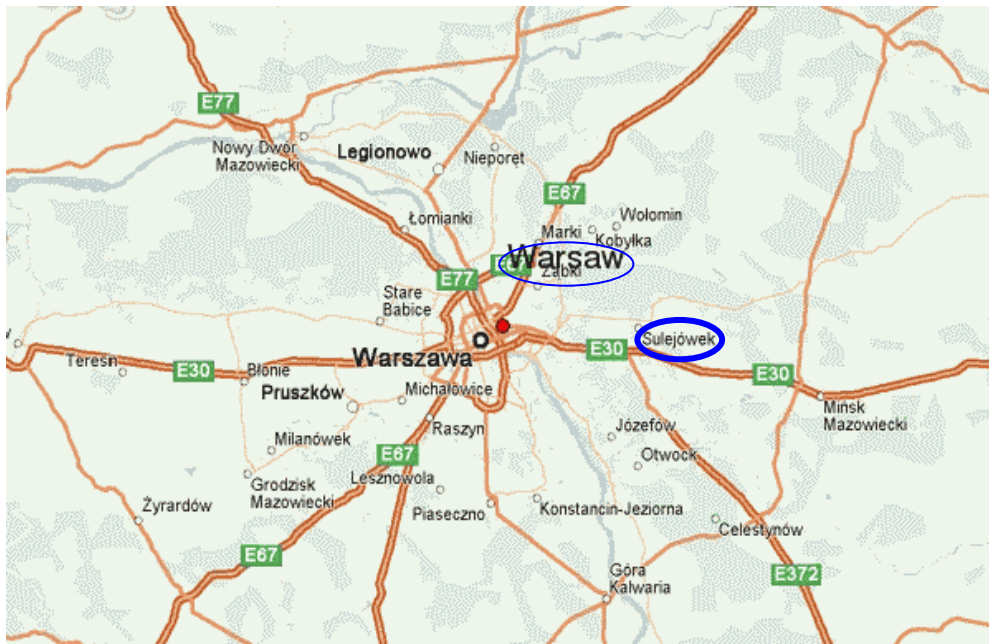 E77
Nowy Dwór
Mazowiecki
Legionowo
Nieporęt
E67
Wołomin
Łomianki
Marki
Kobyłka
Warsaw
Ząbki
E77
Stare
Babice
Sulejówek
E30
Warszawa
Teresin
E30
Błonie
E30
Pruszków
Michałowice
Mińsk
Mazowiecki
Raszyn
Józefów
Milanówek
E67
Otwock
Lesznowola
Grodzisk
Mazowiecki
Żyrardów
Piaseczno
Konstancin-Jeziorna
Celestynów
E67
Góra
Kalwaria
E372